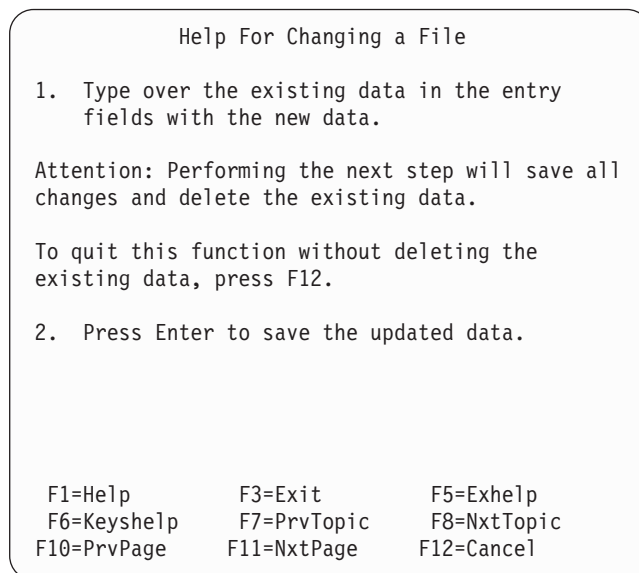 Help For Changing a File
1. Type over the existing data in the entry
fields with the new data.
Attention: Performing the next step will save all
changes and delete the existing data.
To quit this function without deleting the
existing data, press F12.
2. Press Enter to save the updated data.
F1=Help F3=Exit F5=Exhelp
F6=Keyshelp F7=PrvTopic F8=NxtTopic
F10=PrvPage F11=NxtPage F12=Cancel